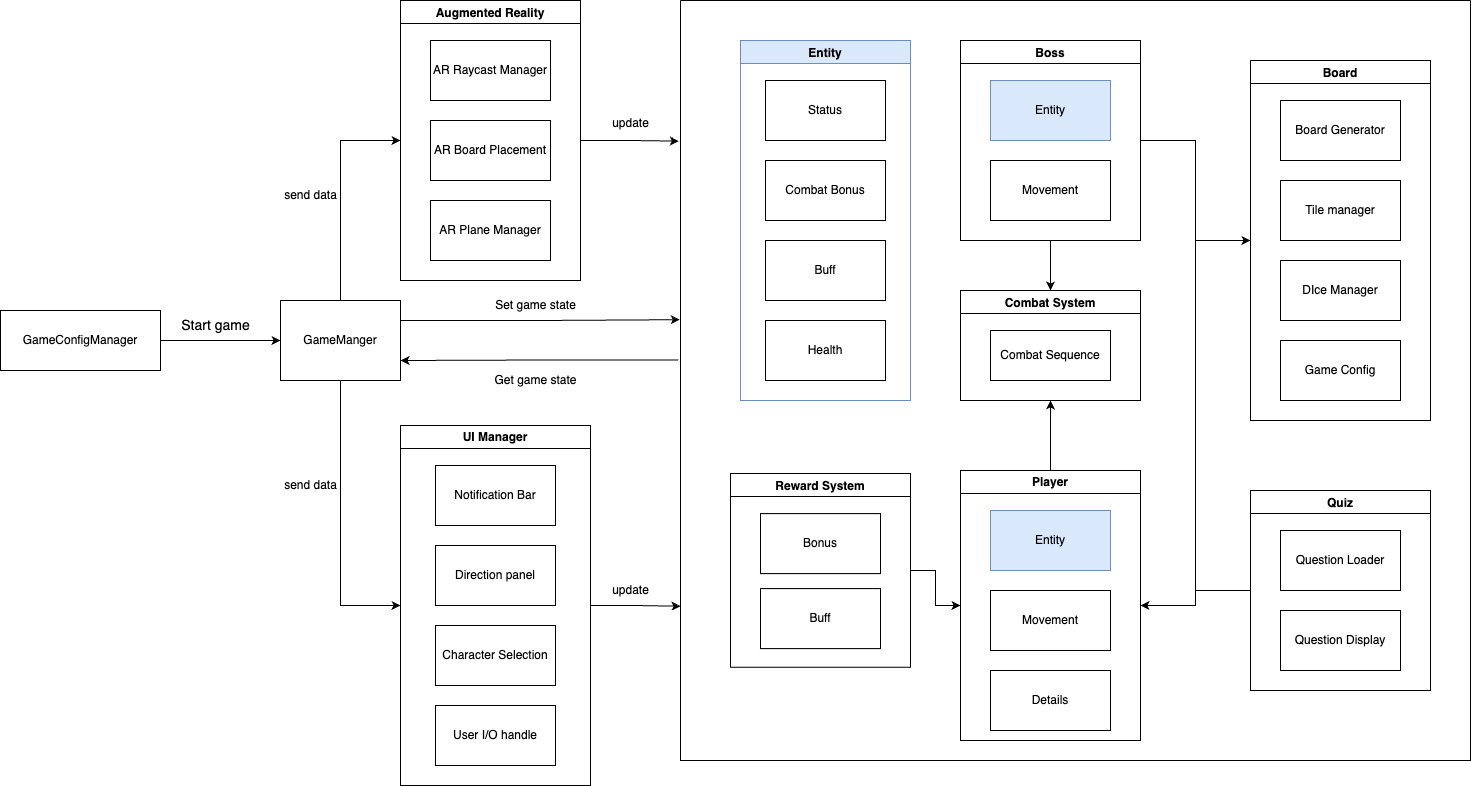 Augmented Reality
AR Raycast Manager
AR Board Placement
AR Plane Manager
send data
update
GameConfigManager
Start game
GameManger
Set game state
Get game state
send data
UI Manager
Notification Bar
Direction panel
Character Selection
User I/O handle
update
Entity
Status
Combat Bonus
Buff
Health
Boss
Entity
Movement
Combat System
Combat Sequence
Board
Board Generator
Tile manager
DIce Manager
Game Config
Reward System
Bonus
Buff
Player
Entity
Movement
Details
Quiz
Question Loader
Question Display